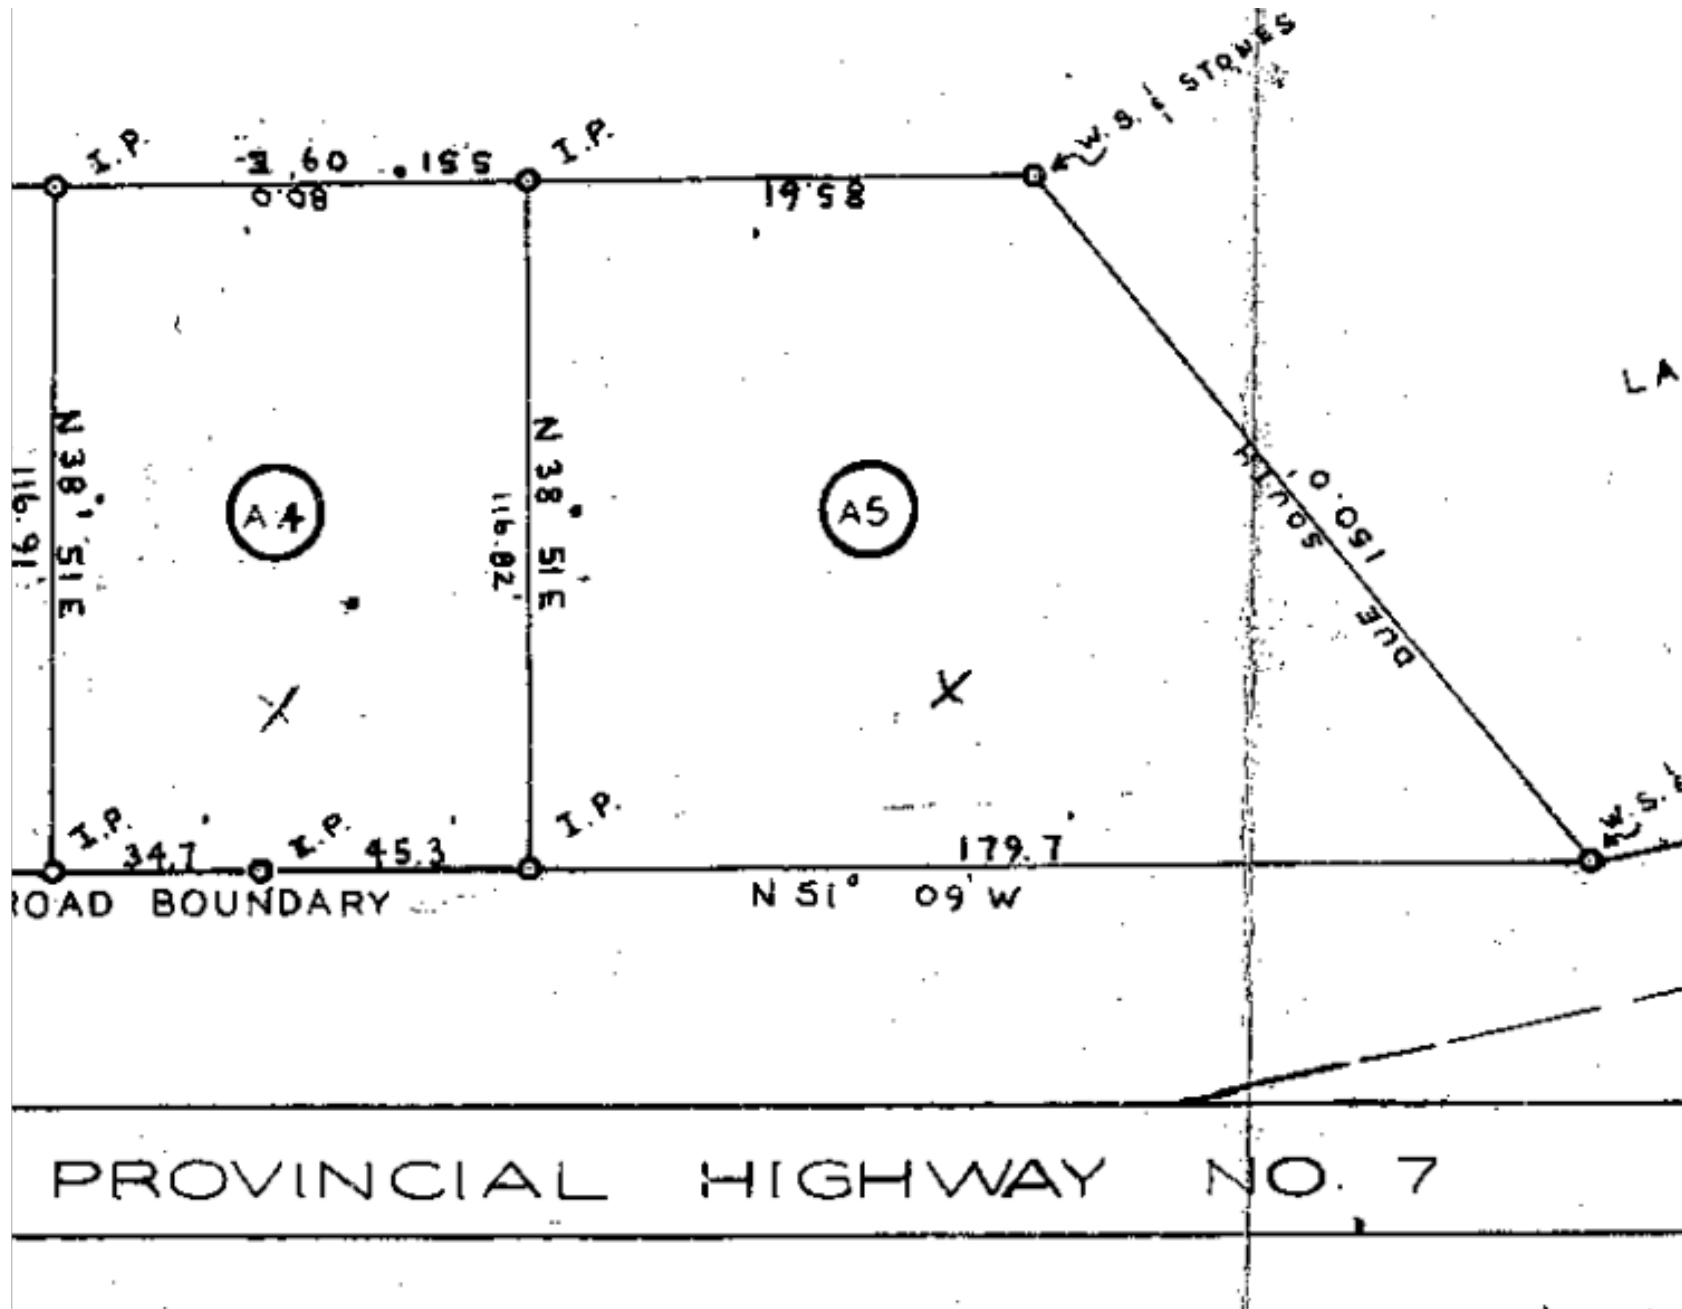 I.P.
S 51° 09' E
80.0
I.P.
85.61
W.S. & STONES
LA
N 38° 51' E
116.91'
A4
N 38° 51' E
116.82'
A5
DUE SOUTH
150.0'
X
X
I.P.
34.7
I.P.
45.3
I.P.
179.7
W.S. &
ROAD BOUNDARY
N 51° 09' W
PROVINCIAL HIGHWAY NO. 7